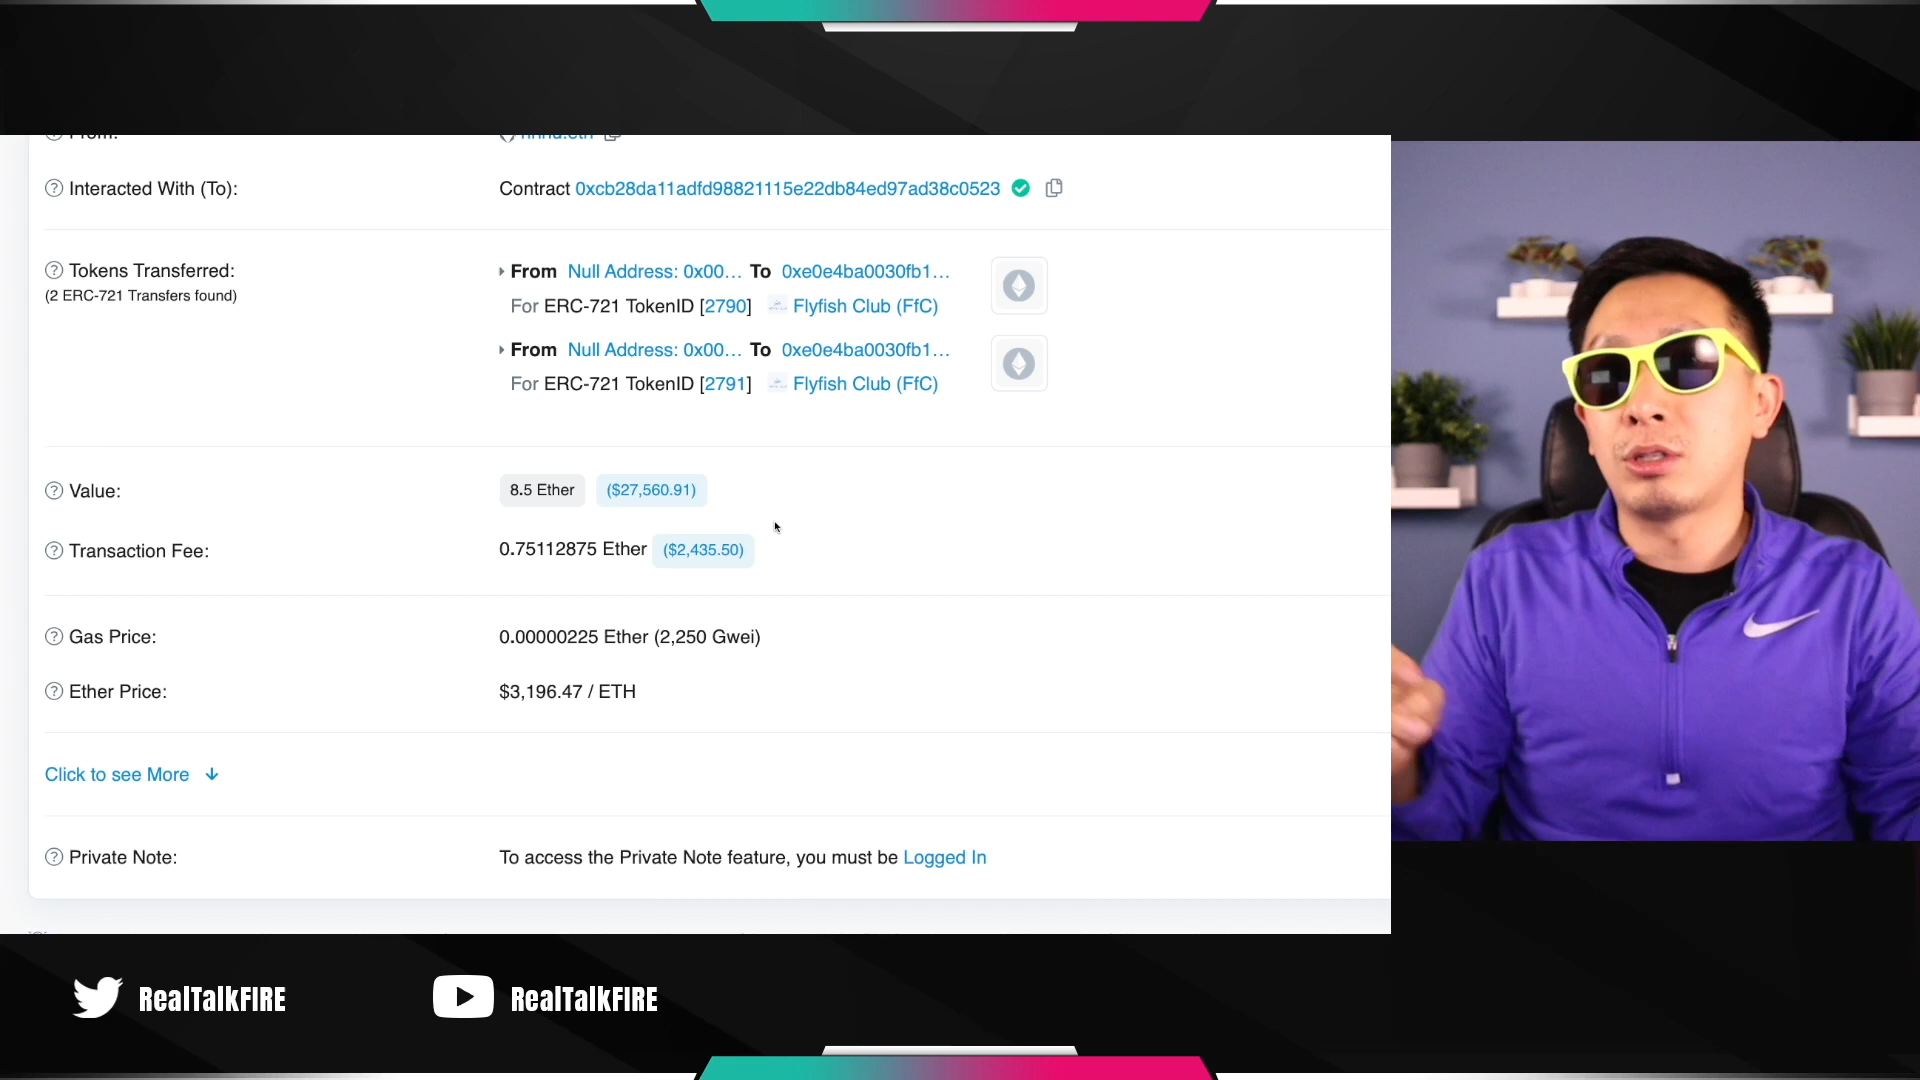 From:
Interacted With (To):
Contract 0xcb28da11adfd98821115e22db84ed97ad38c0523
Tokens Transferred:
(2 ERC-721 Transfers found)
From Null Address: 0x00... To 0xe0e4ba0030fb1...
For ERC-721 TokenID [2790] Flyfish Club (FfC)
From Null Address: 0x00... To 0xe0e4ba0030fb1...
For ERC-721 TokenID [2791] Flyfish Club (FfC)
Value:
8.5 Ether ($27,560.91)
Transaction Fee:
0.75112875 Ether ($2,435.50)
Gas Price:
0.00000225 Ether (2,250 Gwei)
Ether Price:
$3,196.47 / ETH
Click to see More
Private Note:
To access the Private Note feature, you must be Logged In
RealTalkFIRE
RealTalkFIRE